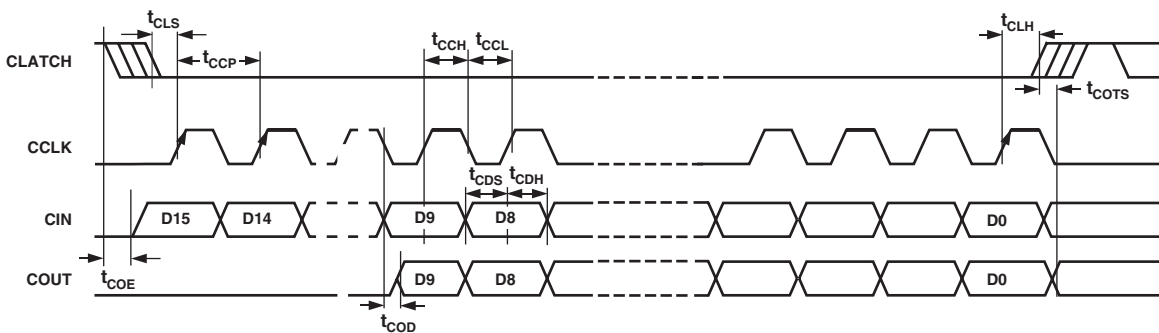 tCLS
tCCP
tCCH
tCCL
tCLH
CLATCH
tCOTS
CCLK
tCDS
tCDH
CIN
D15
D14
D9
D8
D0
tCOE
COUT
D9
D8
D0
tCOD